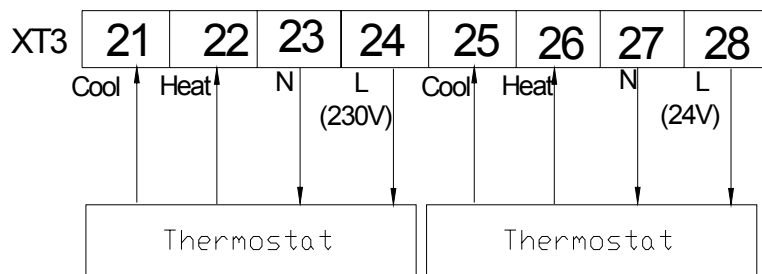 XT3 21 22 23 24 25 26 27 28
Cool Heat N L Cool Heat N L
(230V) (24V)
Thermostat Thermostat